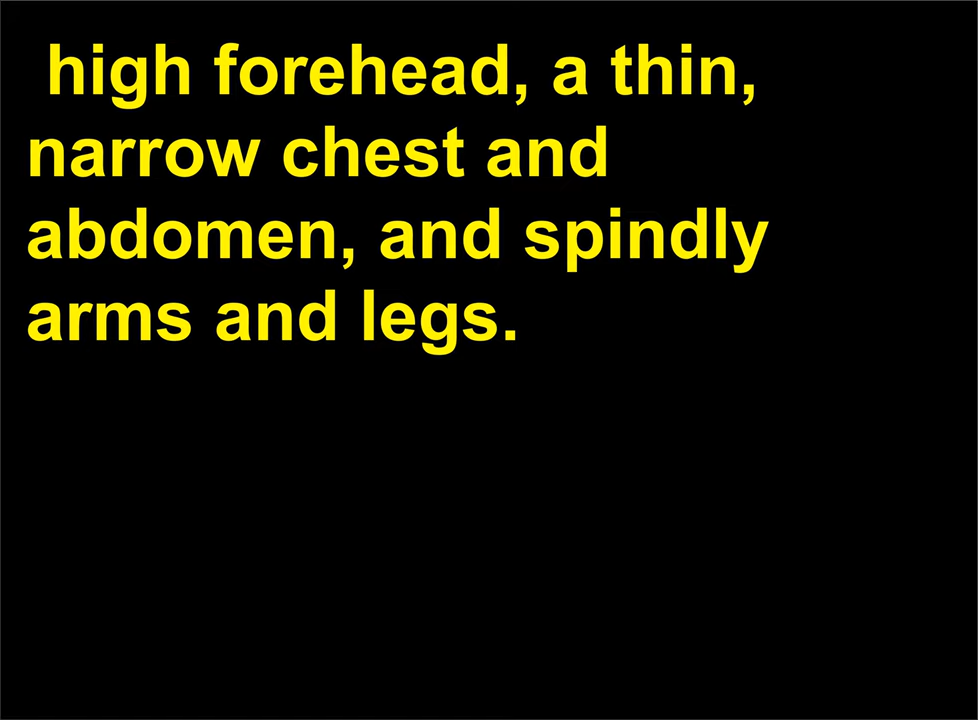 high forehead, a thin,
narrow chest and
abdomen, and spindly
arms and legs.